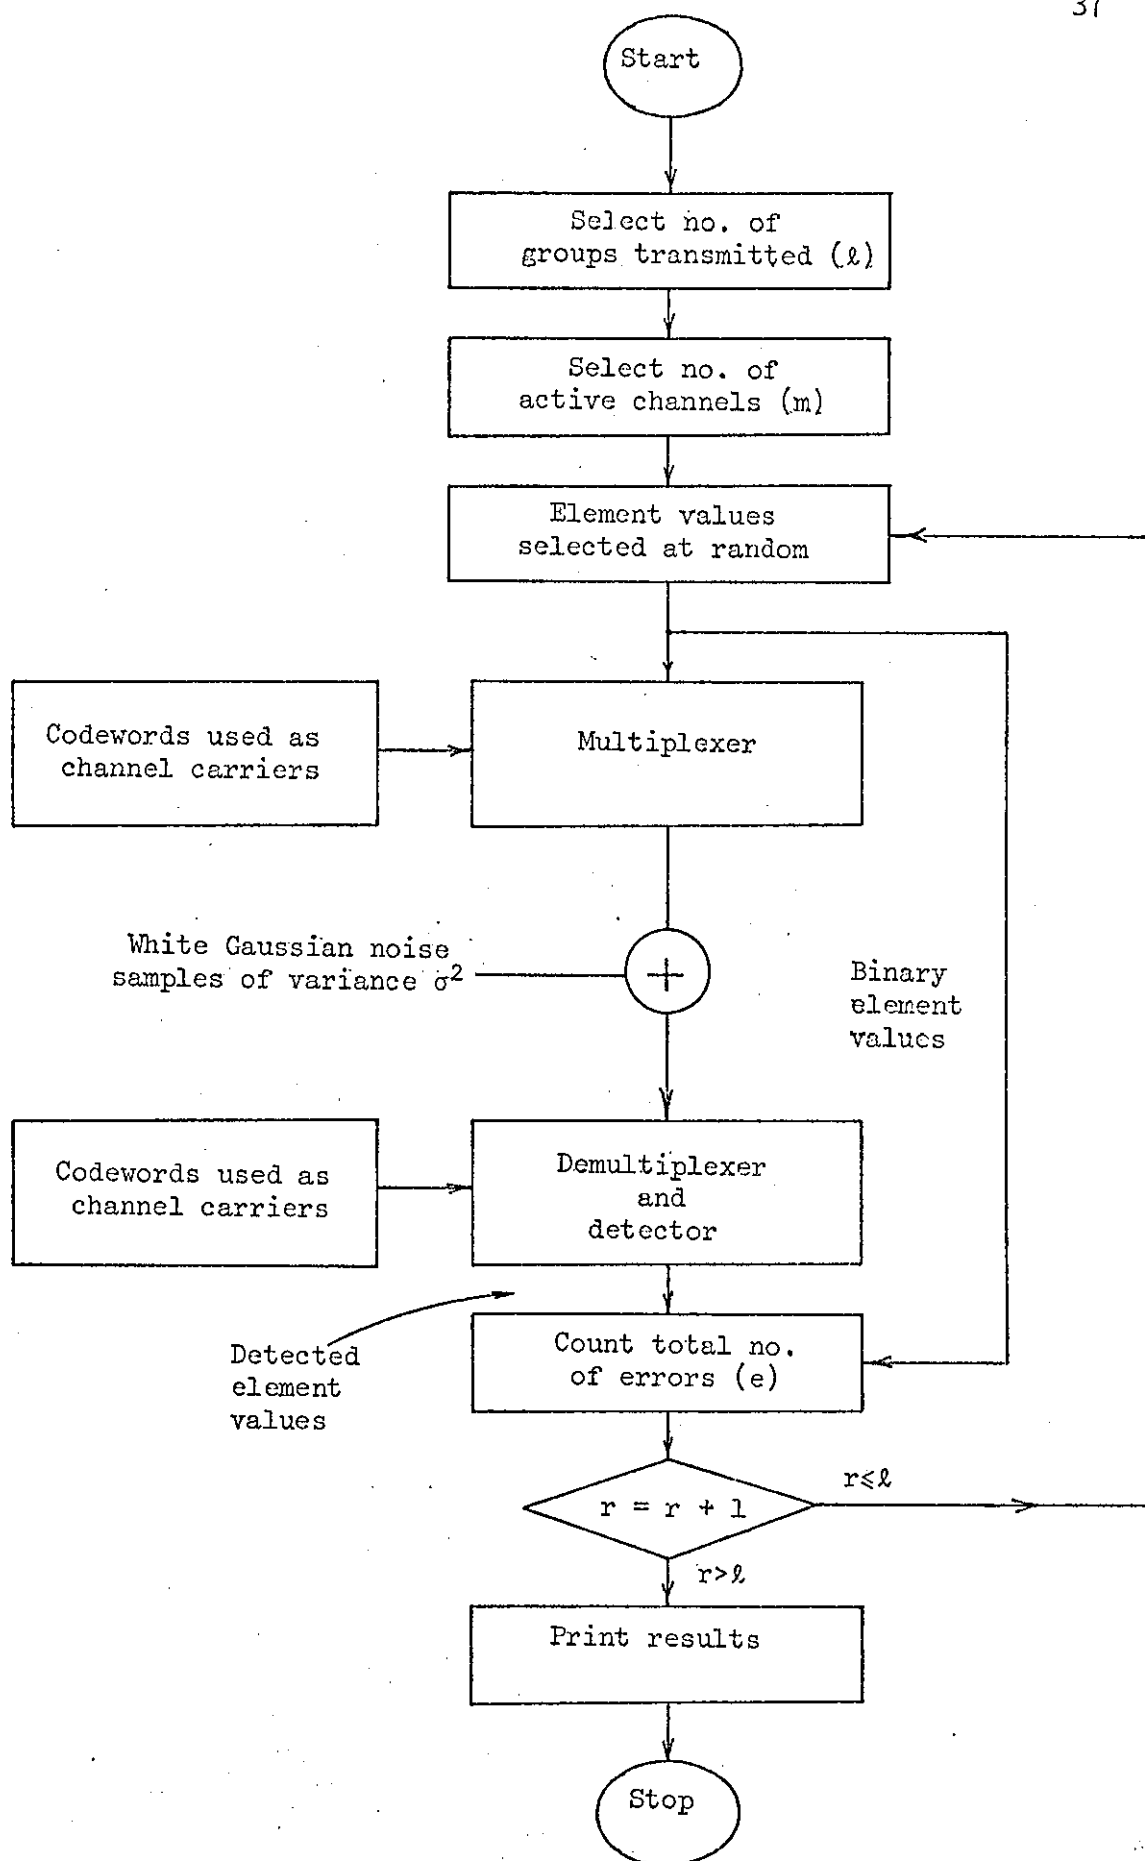 37
Start
Select no. of
groups transmitted (ℓ)
Select no. of
active channels (m)
Element values
selected at random
Codewords used as
channel carriers
Multiplexer
White Gaussian noise
samples of variance σ²
+
Binary
element
values
Codewords used as
channel carriers
Demultiplexer
and
detector
Detected
element
values
Count total no.
of errors (e)
r = r + 1
r≤ℓ
r>ℓ
Print results
Stop